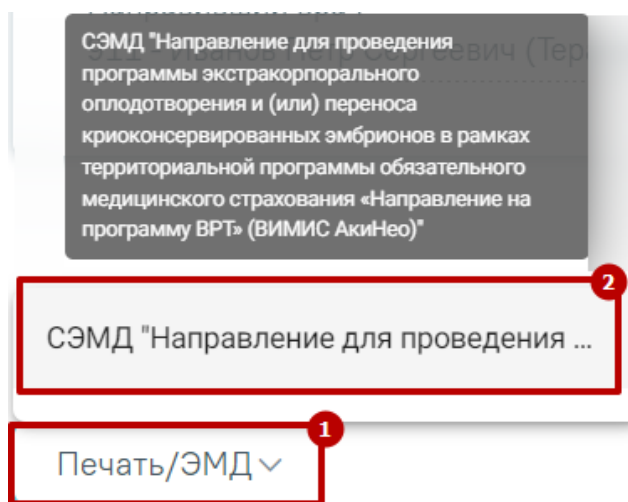 СЭМД "Направление для проведения
программы экстракорпорального
оплодотворения и (или) переноса
криоконсервированных эмбрионов в рамках
территориальной программы обязательного
медицинского страхования «Направление на
программу ВРТ» (ВИМИС АкиНео)"
2
СЭМД "Направление для проведения ...
1
Печать/ЭМД